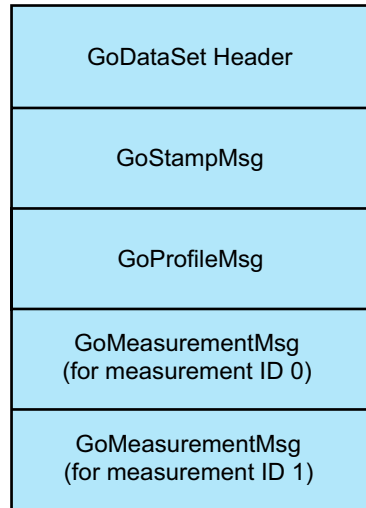 GoDataSet Header
GoStampMsg
GoProfileMsg
GoMeasurementMsg
(for measurement ID 0)
GoMeasurementMsg
(for measurement ID 1)